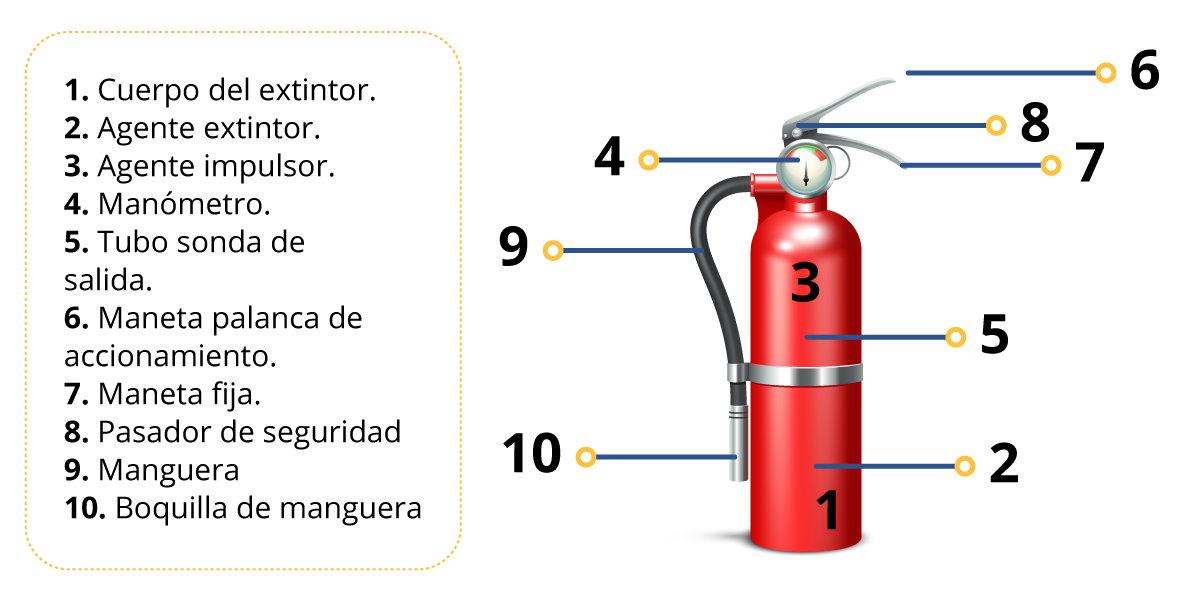 1. Cuerpo del extintor.
2. Agente extintor.
3. Agente impulsor.
4. Manómetro.
5. Tubo sonda de
salida.
6. Maneta palanca de
accionamiento.
7. Maneta fija.
8. Pasador de seguridad
9. Manguera
10. Boquilla de manguera
6
8
4
7
9
3
5
10
2
1